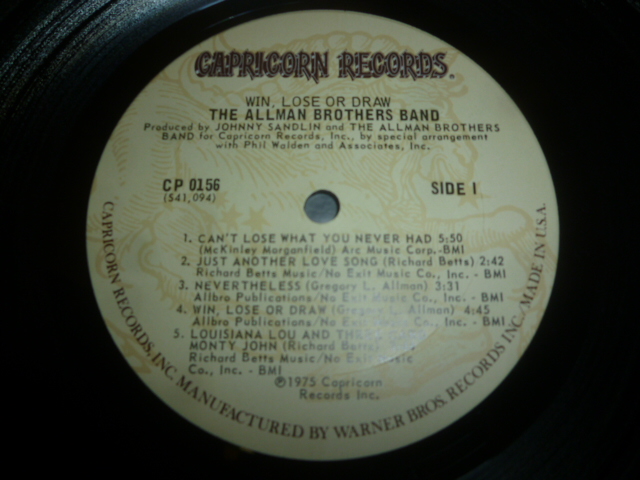 CAPRICORN RECORDS®
WIN, LOSE OR DRAW
THE ALLMAN BROTHERS BAND
Produced by JOHNNY SANDLIN and THE ALLMAN BROTHERS
BAND for Capricorn Records, Inc., by special arrangement
with Phil Walden and Associates, Inc.
CP 0156
(S41,094)
SIDE 1
1. CAN'T LOSE WHAT YOU NEVER HAD 5:50
(McKinley Morganfield) Arc Music Corp.-BMI
2. JUST ANOTHER LOVE SONG (Richard Betts) 2:42
Richard Betts Music/No Exit Music Co., Inc. - BMI
3. NEVERTHELESS (Gregory L. Allman) 3:31
Allbro Publications/No Exit Music Co., Inc. - BMI
4. WIN, LOSE OR DRAW (Gregory L. Allman) 4:45
Allbro Publications/No Exit Music Co., Inc. - BMI
5. LOUISIANA LOU AND
MONTY JOHN (Richard Betts)
Richard Betts Music/No Exit Music
Co., Inc. - BMI
℗1975 Capricorn
Records Inc.
CAPRICORN RECORDS, INC. MANUFACTURED BY WARNER BROS. RECORDS INC./MADE IN U.S.A.